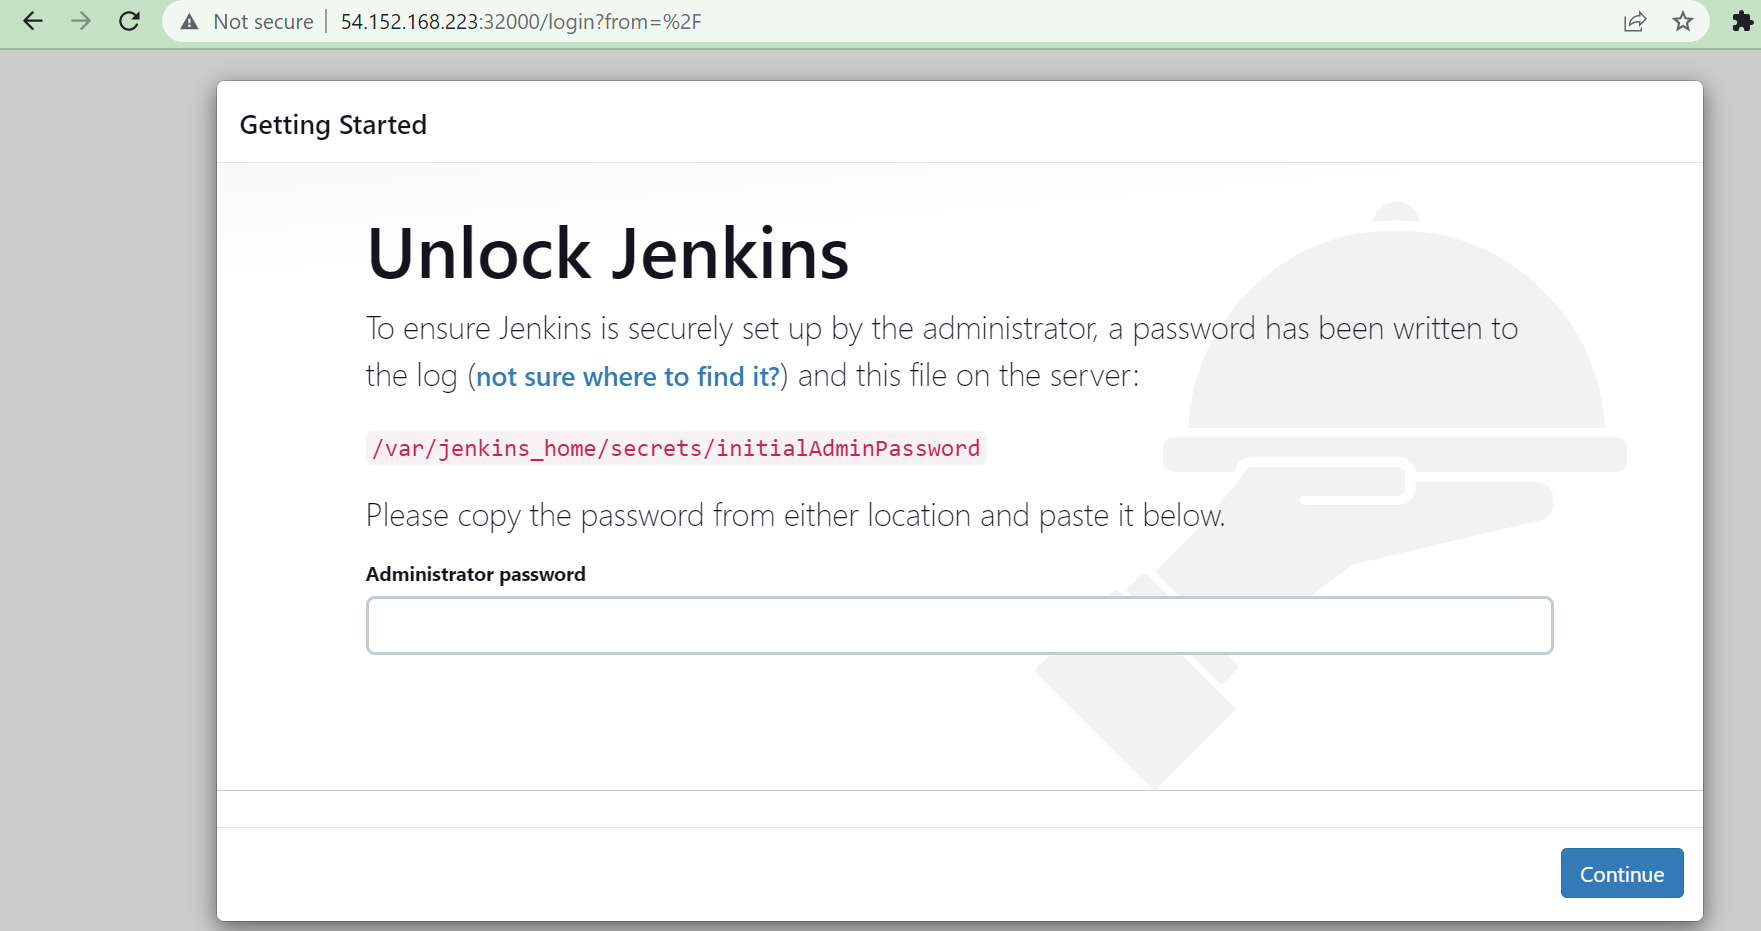 Not secure | 54.152.168.223:32000/login?from=%2F
Getting Started
Unlock Jenkins
To ensure Jenkins is securely set up by the administrator, a password has been written to
the log (not sure where to find it?) and this file on the server:
/var/jenkins_home/secrets/initialAdminPassword
Please copy the password from either location and paste it below.
Administrator password
Continue